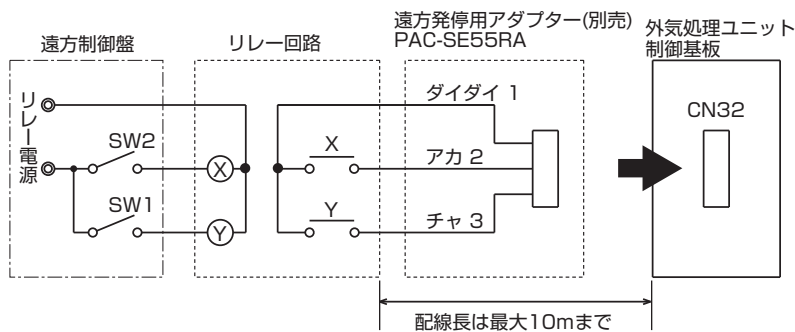 遠方制御盤
リレー回路
遠方発停用アダプター(別売)
PAC-SE55RA
外気処理ユニット
制御基板
リレー電源
SW2
SW1
X
Y
X
Y
ダイダイ 1
アカ 2
チャ 3
CN32
配線長は最大10mまで